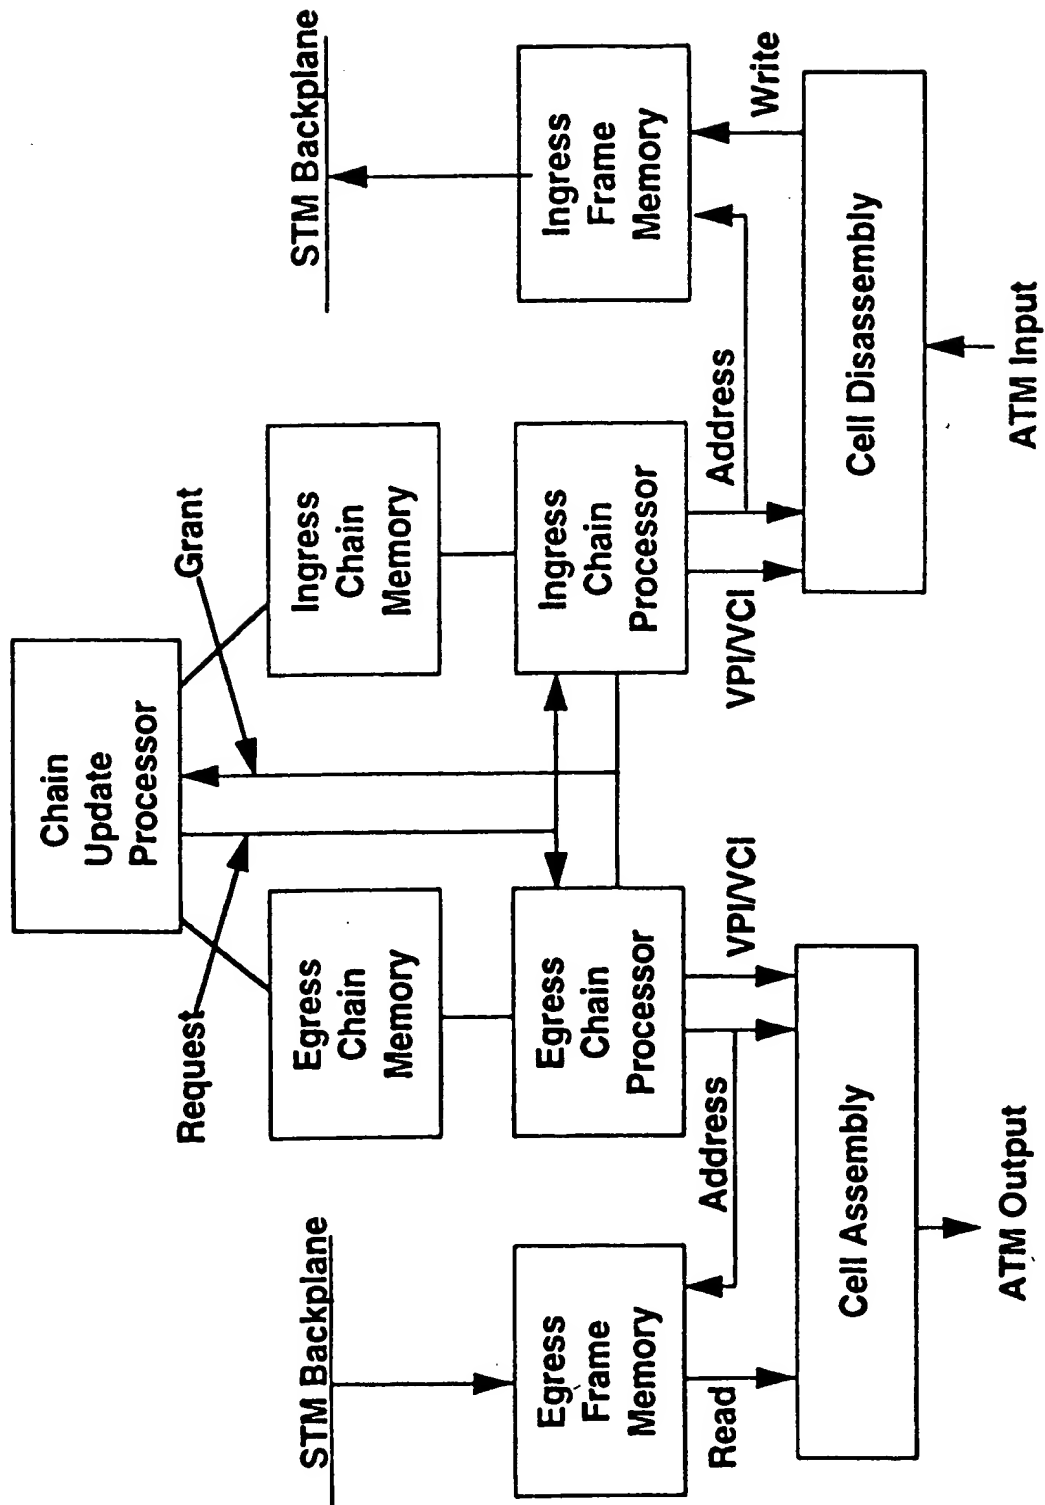 Chain
Update
Processor
Request
Grant
STM Backplane
Egress
Chain
Memory
Ingress
Chain
Memory
STM Backplane
Egress
Frame
Memory
Egress
Chain
Processor
Ingress
Chain
Processor
Ingress
Frame
Memory
Read
Address
VPI/VCI
VPI/VCI
Address
Write
Cell Assembly
Cell Disassembly
ATM Output
ATM Input